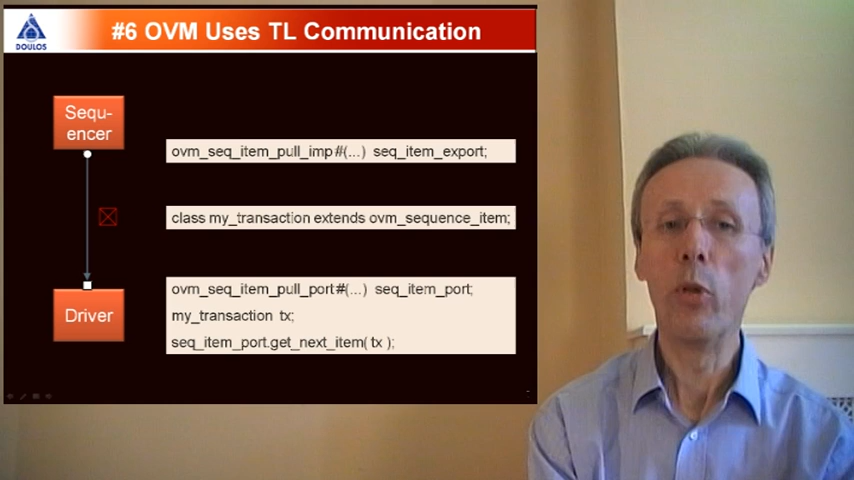 DOULOS
#6 OVM Uses TL Communication
Sequ-
encer
ovm_seq_item_pull_imp #(...) seq_item_export;
class my_transaction extends ovm_sequence_item;
Driver
ovm_seq_item_pull_port #(...) seq_item_port;
my_transaction tx;
seq_item_port.get_next_item( tx );